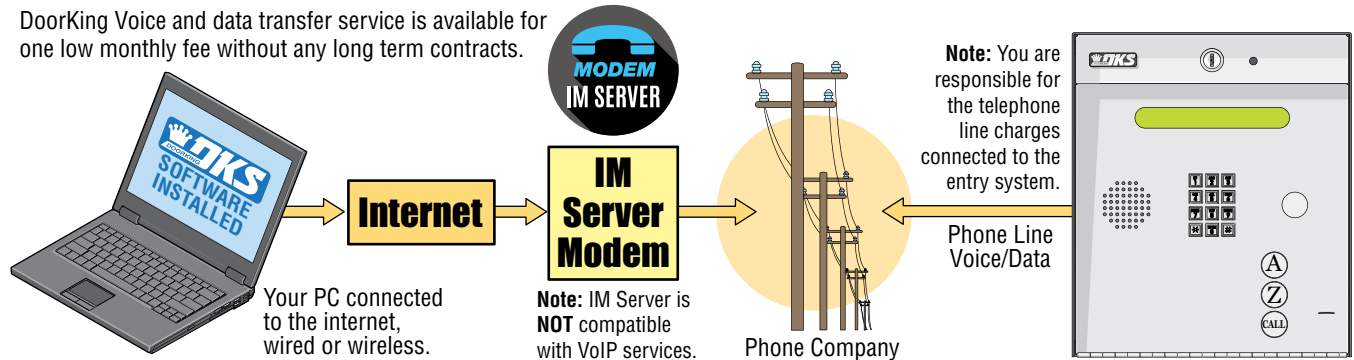 DoorKing Voice and data transfer service is available for
one low monthly fee without any long term contracts.
MODEM
IM SERVER
DOORKING
DKS
SOFTWARE
INSTALLED
Your PC connected
to the internet,
wired or wireless.
Internet
IM
Server
Modem
Note: IM Server is
NOT compatible
with VoIP services.
Phone Company
Note: You are
responsible for
the telephone
line charges
connected to the
entry system.
Phone Line
Voice/Data
DKS
A
Z
CALL